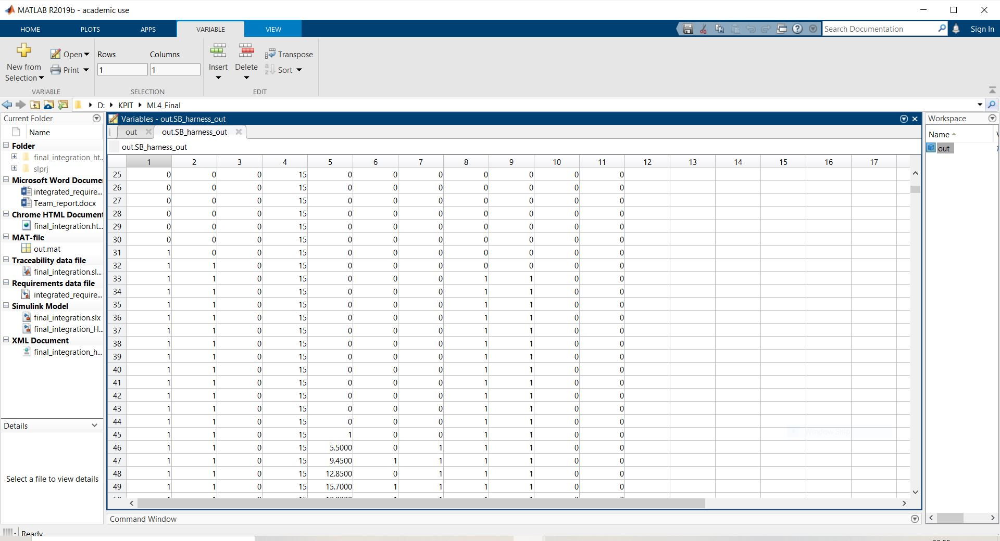 MATLAB R2019b - academic use
HOME PLOTS APPS VARIABLE VIEW Search Documentation Sign In
New from Selection
Open
Print
VARIABLE
Rows Columns
1 1
SELECTION
Insert Delete Transpose
Sort
EDIT
D: KPIT ML4_Final
Current Folder
Name
Folder
final_integration_ht...
slprj
Microsoft Word Docume
integrated_require...
Team_report.docx
Chrome HTML Document
final_integration.ht...
MAT-file
out.mat
Traceability data file
final_integration.sl...
Requirements data file
integrated_require...
Simulink Model
final_integration.slx
final_integration_H...
XML Document
final_integration_h...
Details
Select a file to view details
Variables - out.SB_harness_out
out out.SB_harness_out
out.SB_harness_out
1 2 3 4 5 6 7 8 9 10 11 12 13 14 15 16 17
25 0 0 0 15 0 0 0 0 0 0 0
26 0 0 0 15 0 0 0 0 0 0 0
27 0 0 0 15 0 0 0 0 0 0 0
28 0 0 0 15 0 0 0 0 0 0 0
29 0 0 0 15 0 0 0 0 0 0 0
30 0 0 0 15 0 0 0 0 0 0 0
31 1 0 0 15 0 0 0 0 0 0 0
32 1 1 0 15 0 0 0 0 0 0 0
33 1 1 0 15 0 0 0 1 1 0 0
34 1 1 0 15 0 0 0 1 1 0 0
35 1 1 0 15 0 0 0 1 1 0 0
36 1 1 0 15 0 0 0 1 1 0 0
37 1 1 0 15 0 0 0 1 1 0 0
38 1 1 0 15 0 0 0 1 1 0 0
39 1 1 0 15 0 0 0 1 1 0 0
40 1 1 0 15 0 0 0 1 1 0 0
41 1 1 0 15 0 0 0 1 1 0 0
42 1 1 0 15 0 0 0 1 1 0 0
43 1 1 0 15 0 0 0 1 1 0 0
44 1 1 0 15 0 0 0 1 1 0 0
45 1 1 0 15 1 0 0 1 1 0 0
46 1 1 0 15 5.5000 0 1 1 1 0 0
47 1 1 0 15 9.4500 1 1 1 1 0 0
48 1 1 0 15 12.8500 0 1 1 1 0 0
49 1 1 0 15 15.7000 1 1 1 1 0 0
Command Window
Workspace
Name
out
Window Snip
Ready